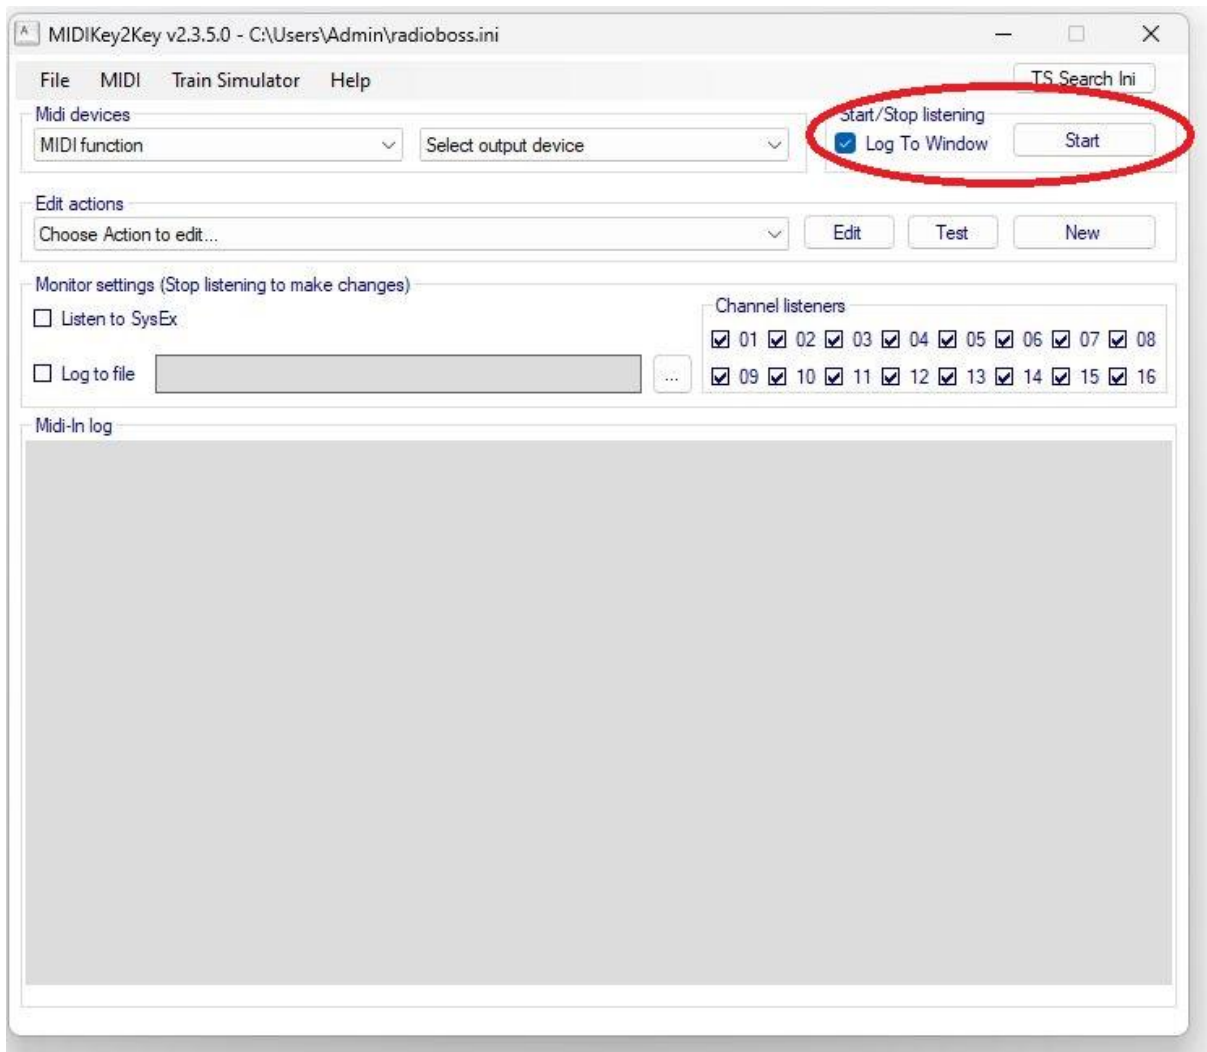 MIDIKey2Key v2.3.5.0 - C:\Users\Admin\radioboss.ini
File MIDI Train Simulator Help
TS Search Ini
Midi devices
MIDI function
Select output device
Start/Stop listening
Log To Window
Start
Edit actions
Choose Action to edit...
Edit
Test
New
Monitor settings (Stop listening to make changes)
Listen to SysEx
Log to file
...
Channel listeners
01 02 03 04 05 06 07 08
09 10 11 12 13 14 15 16
Midi-In log